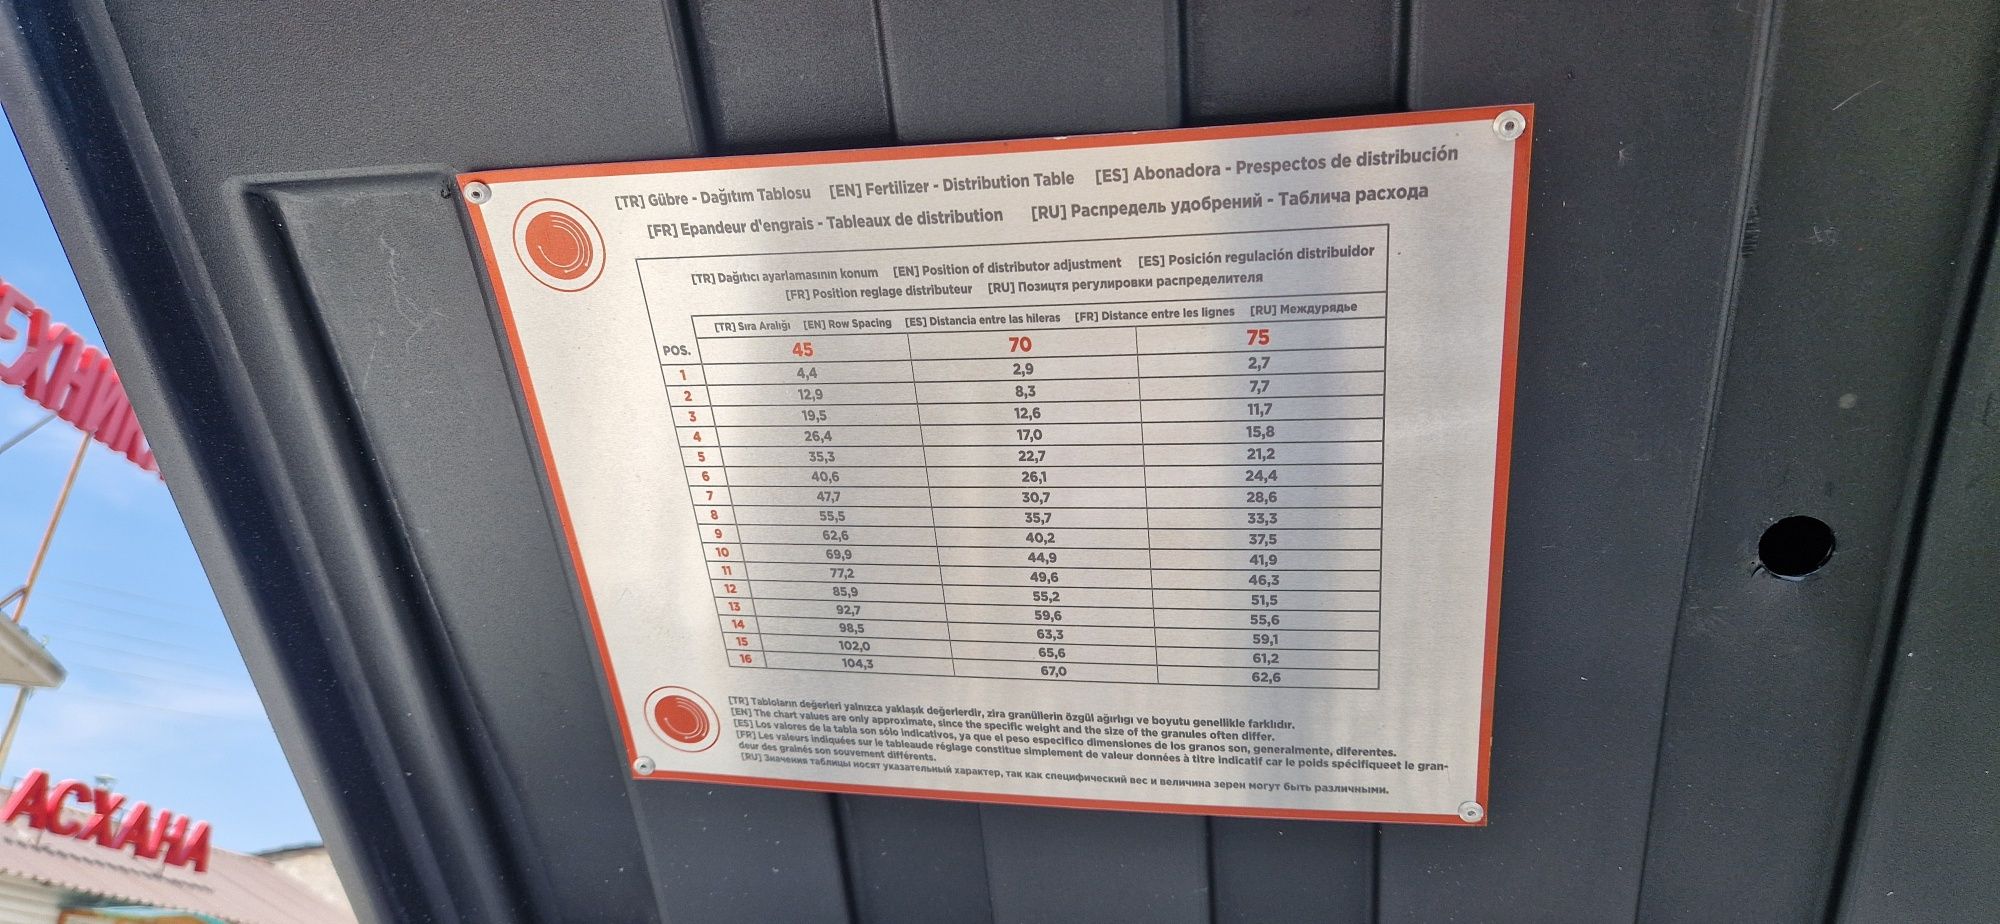 [TR] Gübre - Dağıtım Tablosu [EN] Fertilizer - Distribution Table [ES] Abonadora - Prespectos de distribución
[FR] Epandeur d'engrais - Tableaux de distribution [RU] Распредель удобрений - Табліча расхода
[TR] Dağıtıcı ayarlamasının konum [EN] Position of distributor adjustment [ES] Posición regulación distribuidor
[FR] Position reglage distributeur [RU] Позицтя регулировки распределителя
[TR] Sıra Aralığı [EN] Row Spacing [ES] Distancia entre las hileras [FR] Distance entre les lignes [RU] Междурядье
POS. 45 70 75
1 4,4 2,9 2,7
2 12,9 8,3 7,7
3 19,5 12,6 11,7
4 26,4 17,0 15,8
5 35,3 22,7 21,2
6 40,6 26,1 24,4
7 47,7 30,7 28,6
8 55,5 35,7 33,3
9 62,6 40,2 37,5
10 69,9 44,9 41,9
11 77,2 49,6 46,3
12 85,9 55,2 51,5
13 92,7 59,6 55,6
14 98,5 63,3 59,1
15 102,0 65,6 61,2
16 104,3 67,0 62,6
[TR] Tabloların değerleri yalnızca yaklaşık değerlerdir, zira granüllerin özgül ağırlıgı ve boyutu genellikle farklıdır.
[EN] The chart values are only approximate, since the specific weight and the size of the granules often differ.
[ES] Los valores de la tabla son sólo indicativos, ya que el peso especifico dimensiones de los granos son, generalmente, diferentes.
[FR] Les valeurs indiquées sur le tableaude réglage constitue simplement de valeur données à titre indicatif car le poids spécifiqueet le gran-
deur des grainés son souvement différents.
[RU] Значения таблицы носят указательный характер, так как специфический вес и величина зерен могут быть различными.
ЕХНИК
АСХАНА